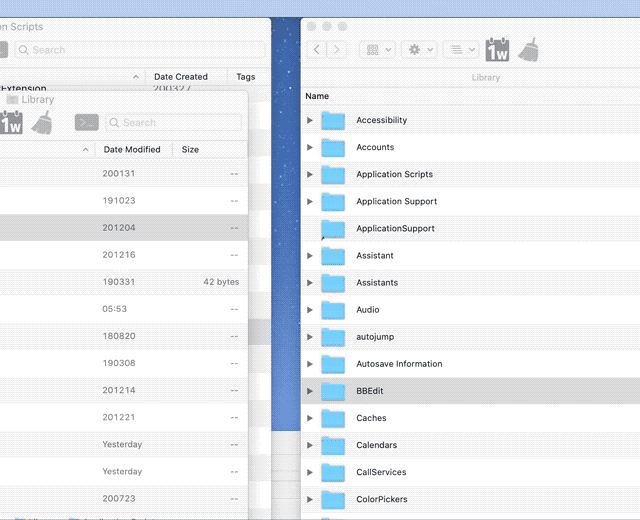 n Scripts
Search
Date Created Tags
Extension 200327
Library
1w
Search
Date Modified Size
200131 --
191023 --
201204 --
201216 --
190331 42 bytes
05:53 --
180820 --
190308 --
201214 --
201221 --
Yesterday --
Yesterday --
200723 --
1w
Library
Name
Accessibility
Accounts
Application Scripts
Application Support
ApplicationSupport
Assistant
Assistants
Audio
autojump
Autosave Information
BBEdit
Caches
Calendars
CallServices
ColorPickers